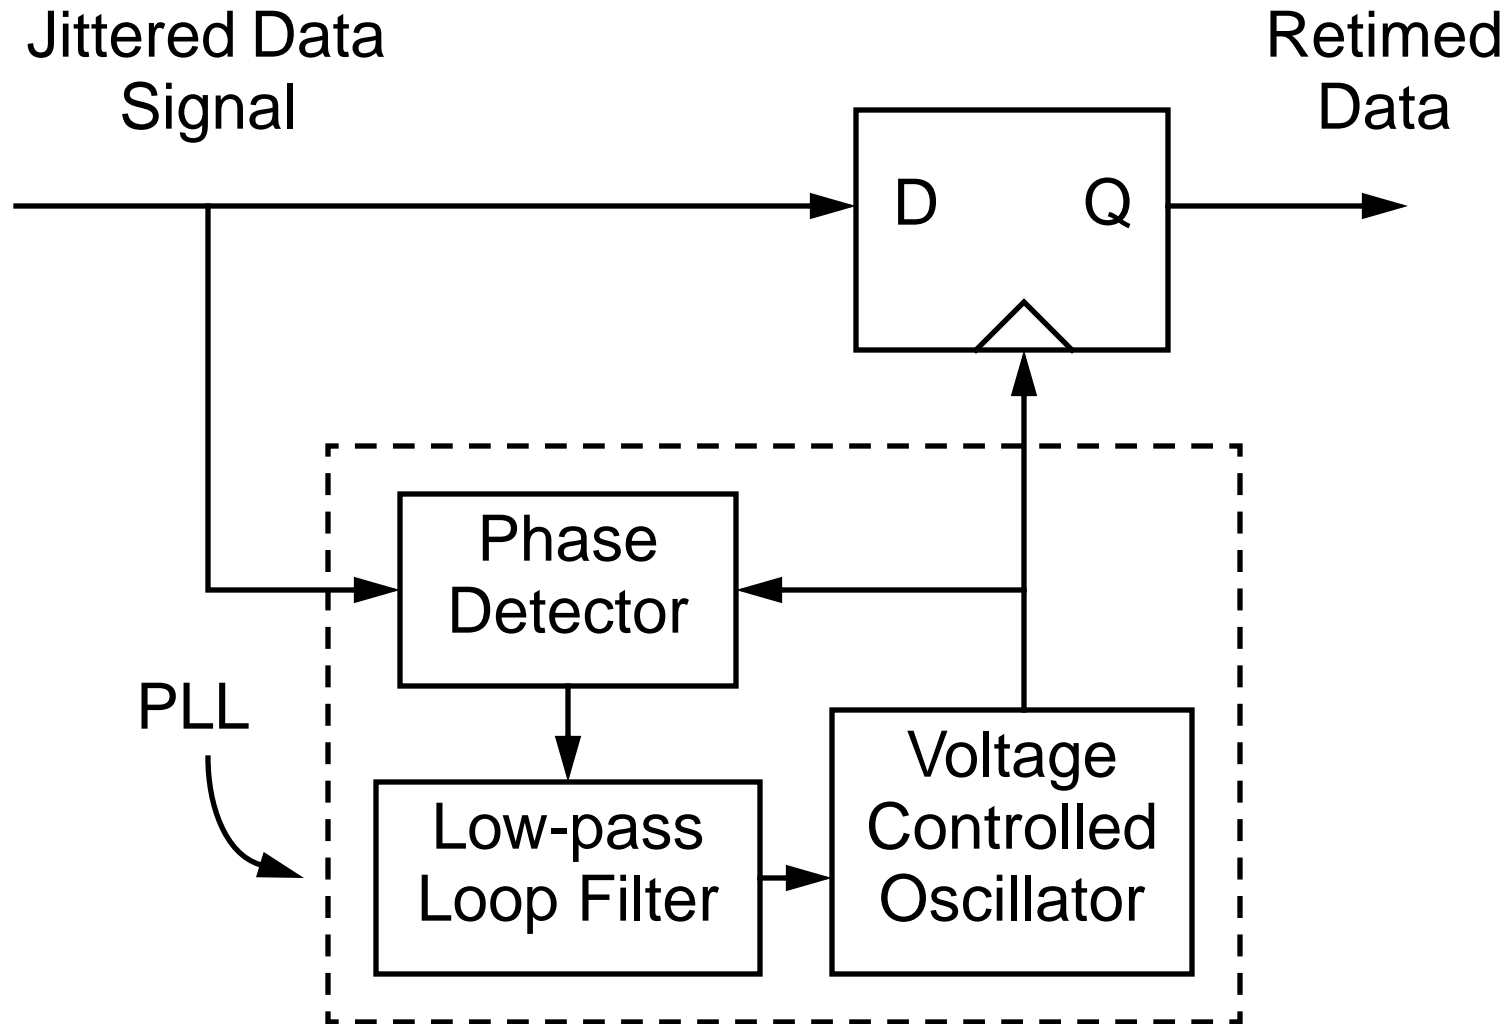 Jittered Data
Signal
Retimed
Data
D
Q
Phase
Detector
PLL
Low-pass
Loop Filter
Voltage
Controlled
Oscillator